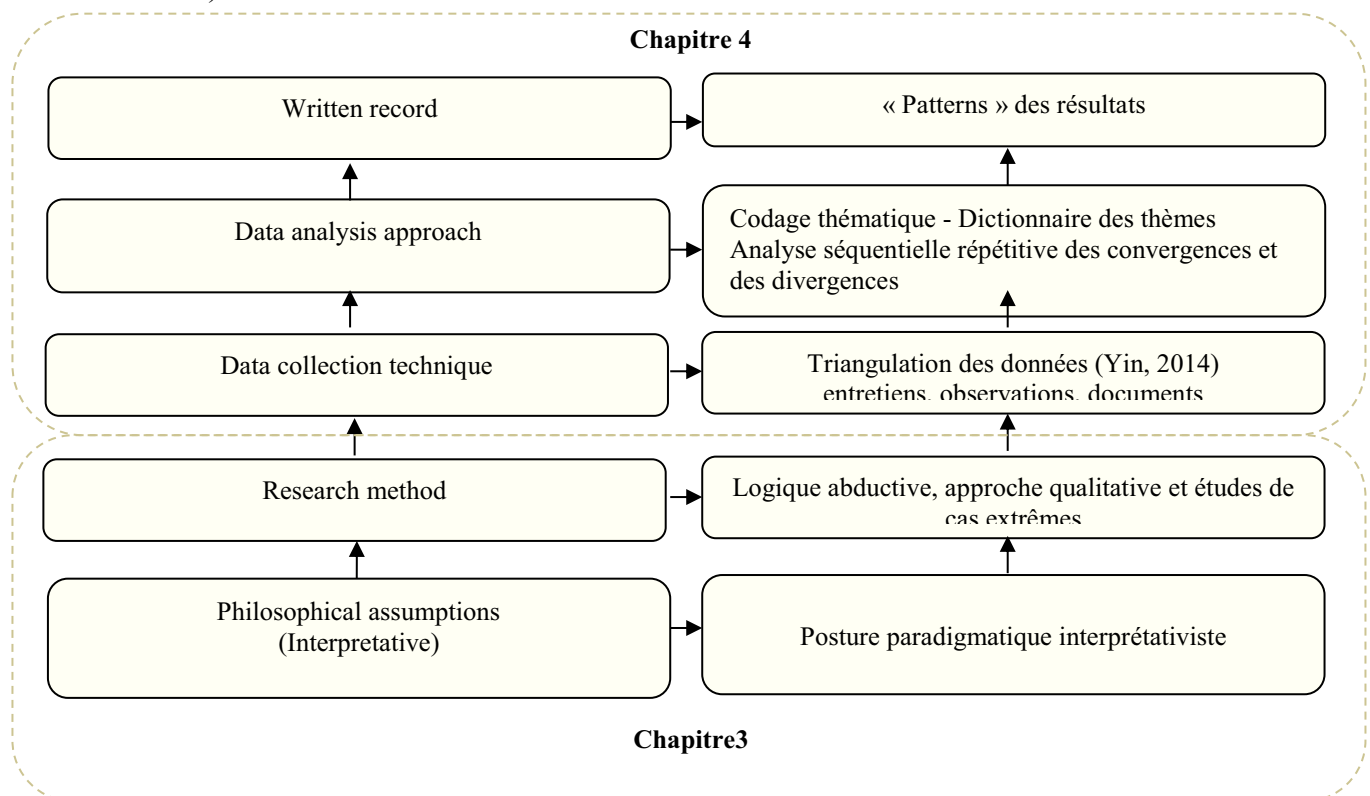 Chapitre 4
Written record
« Patterns » des résultats
Data analysis approach
Codage thématique - Dictionnaire des thèmes
Analyse séquentielle répétitive des convergences et
des divergences
Data collection technique
Triangulation des données (Yin, 2014)
entretiens, observations, documents
Research method
Logique abductive, approche qualitative et études de
cas extrêmes
Philosophical assumptions
(Interpretative)
Posture paradigmatique interprétativiste
Chapitre3